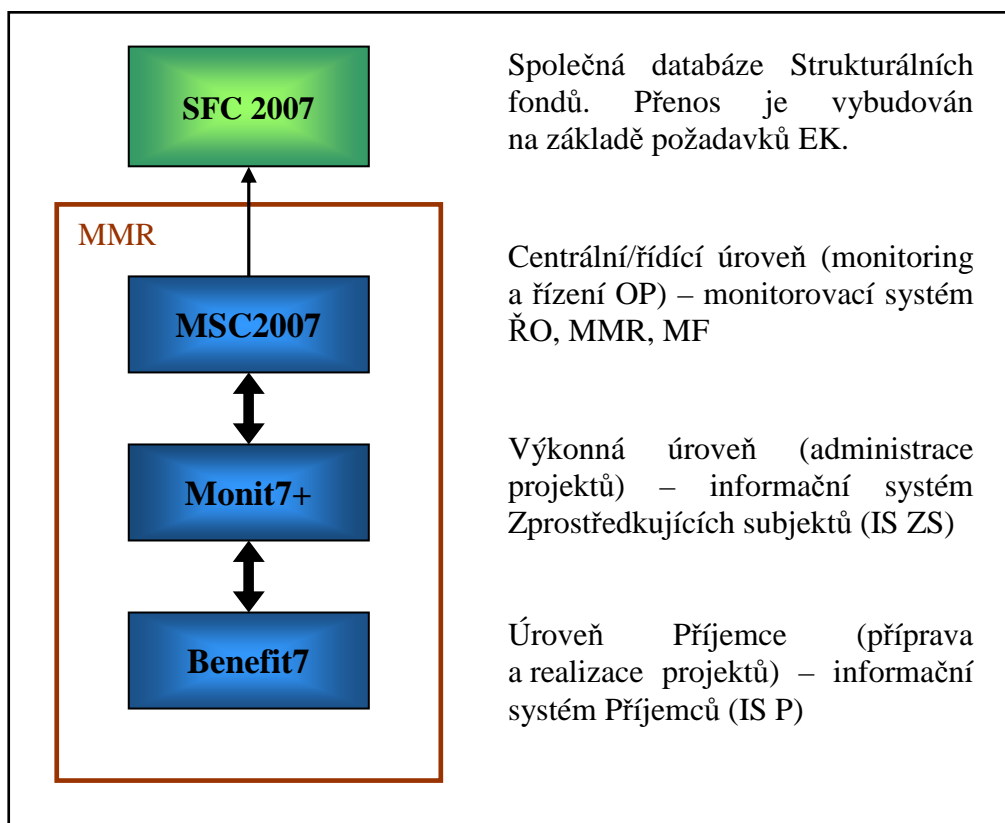 SFC 2007
Společná databáze Strukturálních
fondů. Přenos je vybudován
na základě požadavků EK.
MMR
MSC2007
Centrální/řídící úroveň (monitoring
a řízení OP) – monitorovací systém
ŘO, MMR, MF
Monit7+
Výkonná úroveň (administrace
projektů) – informační systém
Zprostředkujících subjektů (IS ZS)
Benefit7
Úroveň Příjemce (příprava
a realizace projektů) – informační
systém Příjemců (IS P)